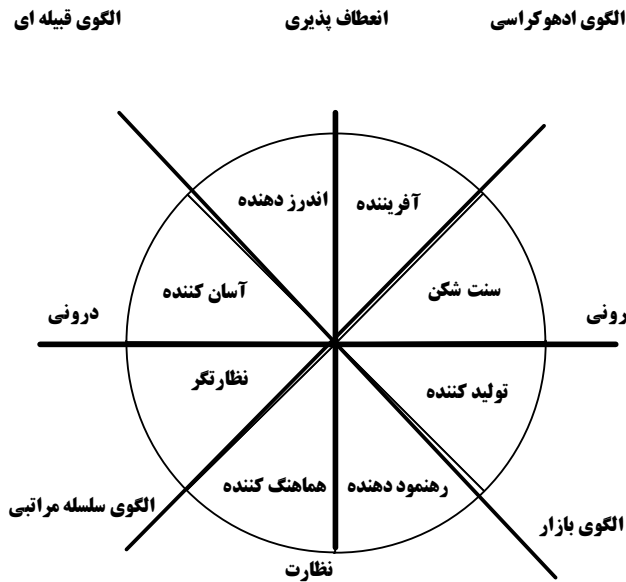 الگوی ادهوکراسی
انعطاف پذیری
الگوی قبیله ای
آفریننده
اندرز دهنده
سنت شکن
آسان کننده
رونی
درونی
تولید کننده
نظارتگر
رهنمود دهنده
هماهنگ کننده
الگوی سلسله مراتبی
الگوی بازار
نظارت